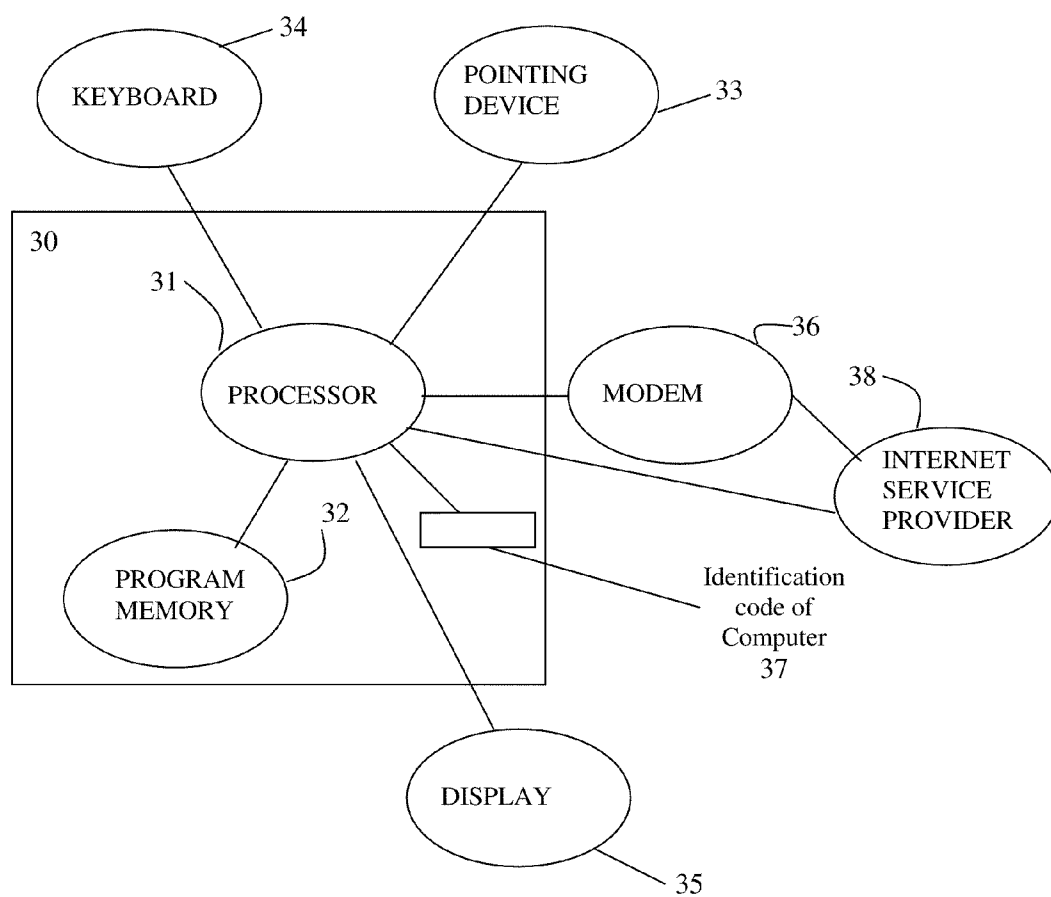 34
KEYBOARD
POINTING
DEVICE
33
30
31
PROCESSOR
36
MODEM
38
INTERNET
SERVICE
PROVIDER
32
PROGRAM
MEMORY
Identification
code of
Computer
37
DISPLAY
35